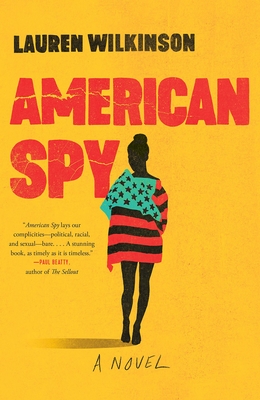 LAUREN WILKINSON
AMERICAN
SPY
"American Spy lays our
complicities—political, racial,
and sexual—bare. . . . A stunning
book, as timely as it is timeless."
—PAUL BEATTY,
author of The Sellout
A NOVEL